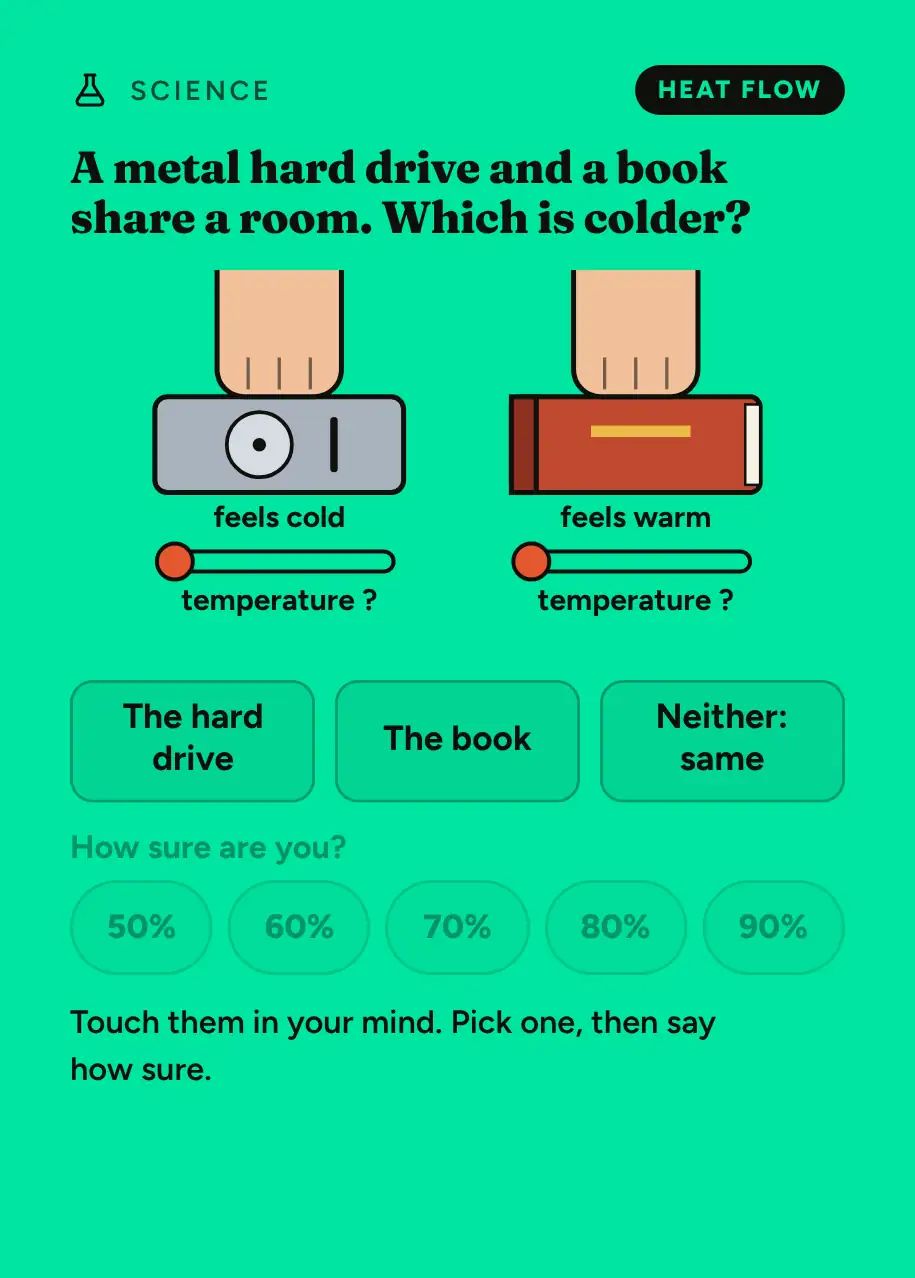 SCIENCE
HEAT FLOW
A metal hard drive and a book
share a room. Which is colder?
feels cold
feels warm
temperature ?
temperature ?
The hard
drive
The book
Neither:
same
How sure are you?
50%
60%
70%
80%
90%
Touch them in your mind. Pick one, then say
how sure.